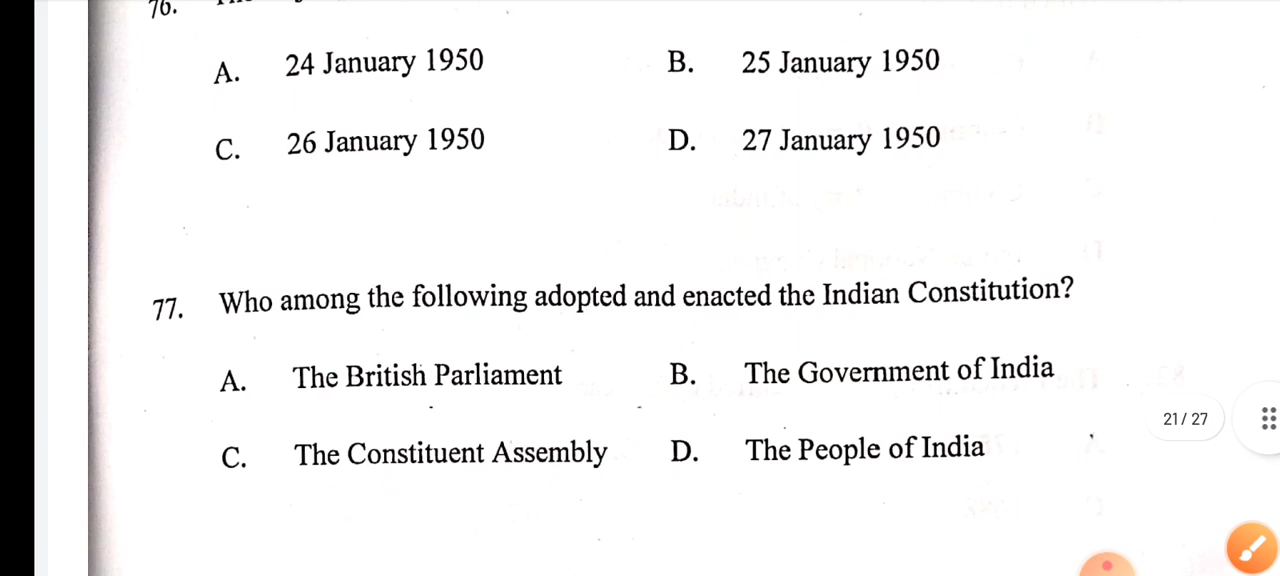 76.
A. 24 January 1950 B. 25 January 1950
C. 26 January 1950 D. 27 January 1950
77. Who among the following adopted and enacted the Indian Constitution?
A. The British Parliament B. The Government of India
C. The Constituent Assembly D. The People of India
21 / 27